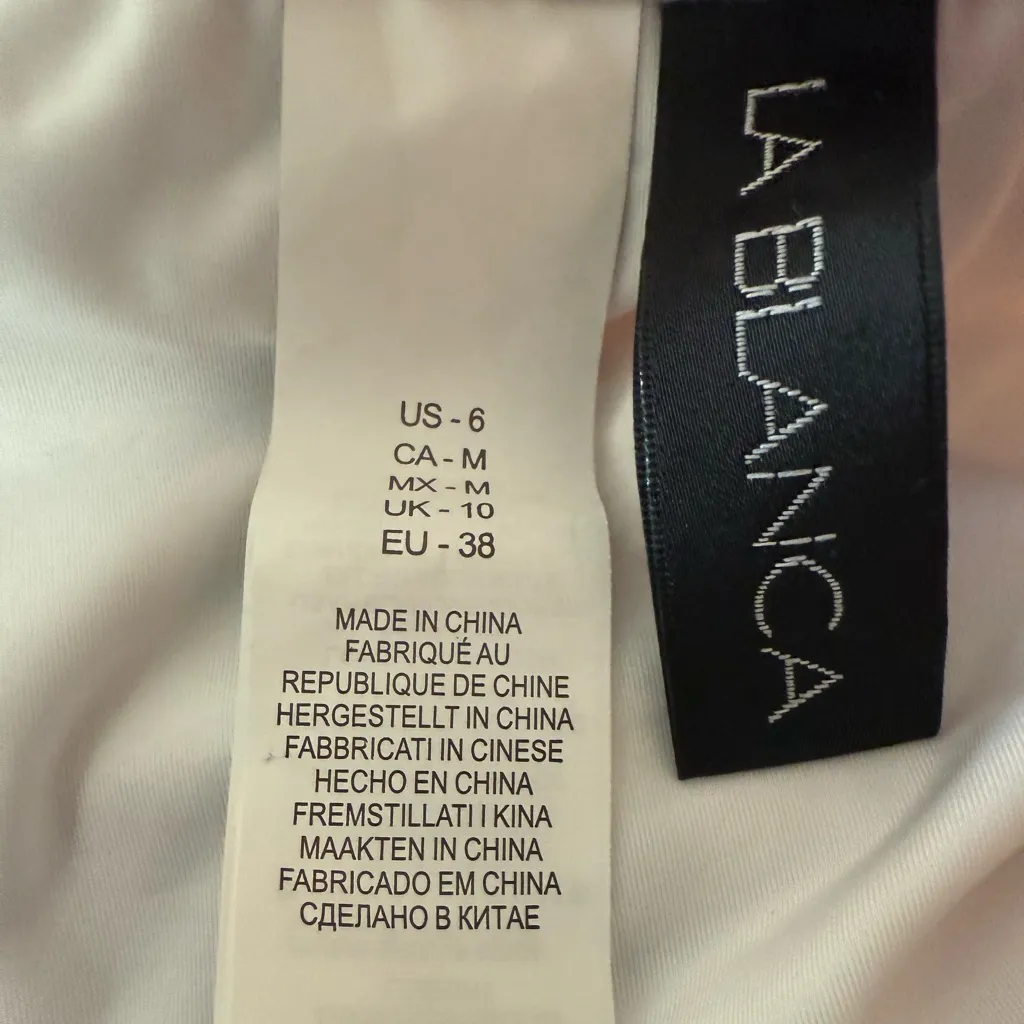 US - 6
CA - M
MX - M
UK - 10
EU - 38
MADE IN CHINA
FABRIQUÉ AU
REPUBLIQUE DE CHINE
HERGESTELLT IN CHINA
FABBRICATI IN CINESE
HECHO EN CHINA
FREMSTILLATI I KINA
MAAKTEN IN CHINA
FABRICADO EM CHINA
СДЕЛАНО В КИТАЕ
LA BLANCA